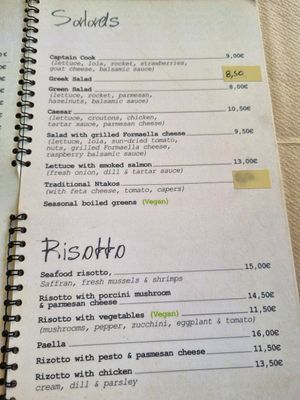 Captain Cook 9,00€
(lettuce, lola, rocket, strawberries,
goat cheese, balsamic sauce)
Greek Salad 8,50
Green Salad 8,00€
(lettuce, rocket, parmesan,
hazelnuts, balsamic sauce)
Caesar 10,50€
(lettuce, croutons, chicken,
tartar sauce, parmesan cheese)
Salad with grilled Formaella cheese 9,50€
(lettuce, lola, sun-dried tomato,
nuts, grilled Formaella cheese,
raspberry balsamic sauce)
Lettuce with smoked salmon 13,00€
(fresh onion, dill & tartar sauce)
Traditional Ntakos
(with feta cheese, tomato, capers)
Seasonal boiled greens (Vegan)
Risotto
Seafood risotto, 15,00€
Saffran, fresh mussels & shrimps
Risotto with porcini mushroom
& parmesan cheese 14,50€
Risotto with vegetables (Vegan) 11,50€
(mushrooms, pepper, zucchini, eggplant & tomato)
Paella 16,00€
Rizotto with pesto & pasmesan cheese 11,50€
Rizotto with chicken 13,50€
cream, dill & parsley